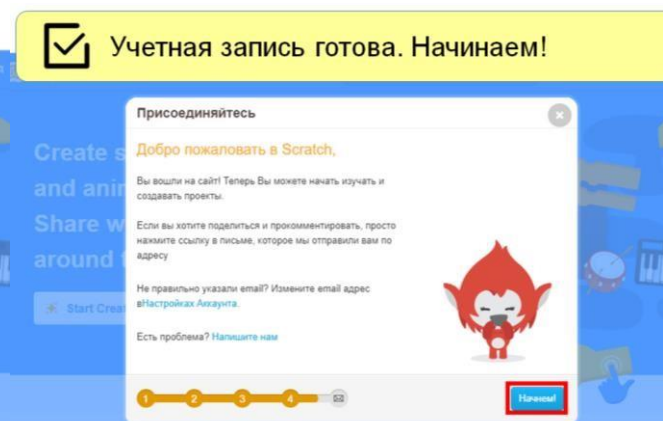 Учетная запись готова. Начинаем!
Присоединяйтесь
Добро пожаловать в Scratch,
Вы вошли на сайт! Теперь Вы можете начать изучать и
создавать проекты.
Если вы хотите поделиться и прокомментировать, просто
нажмите ссылку в письме, которое мы отправили вам по
адресу
Не правильно указали email? Измените email адрес
вНастройках Аккаунта.
Есть проблема? Напишите нам
1 2 3 4
Начнем!
Create s
and anim
Share w
around t
Start Creat